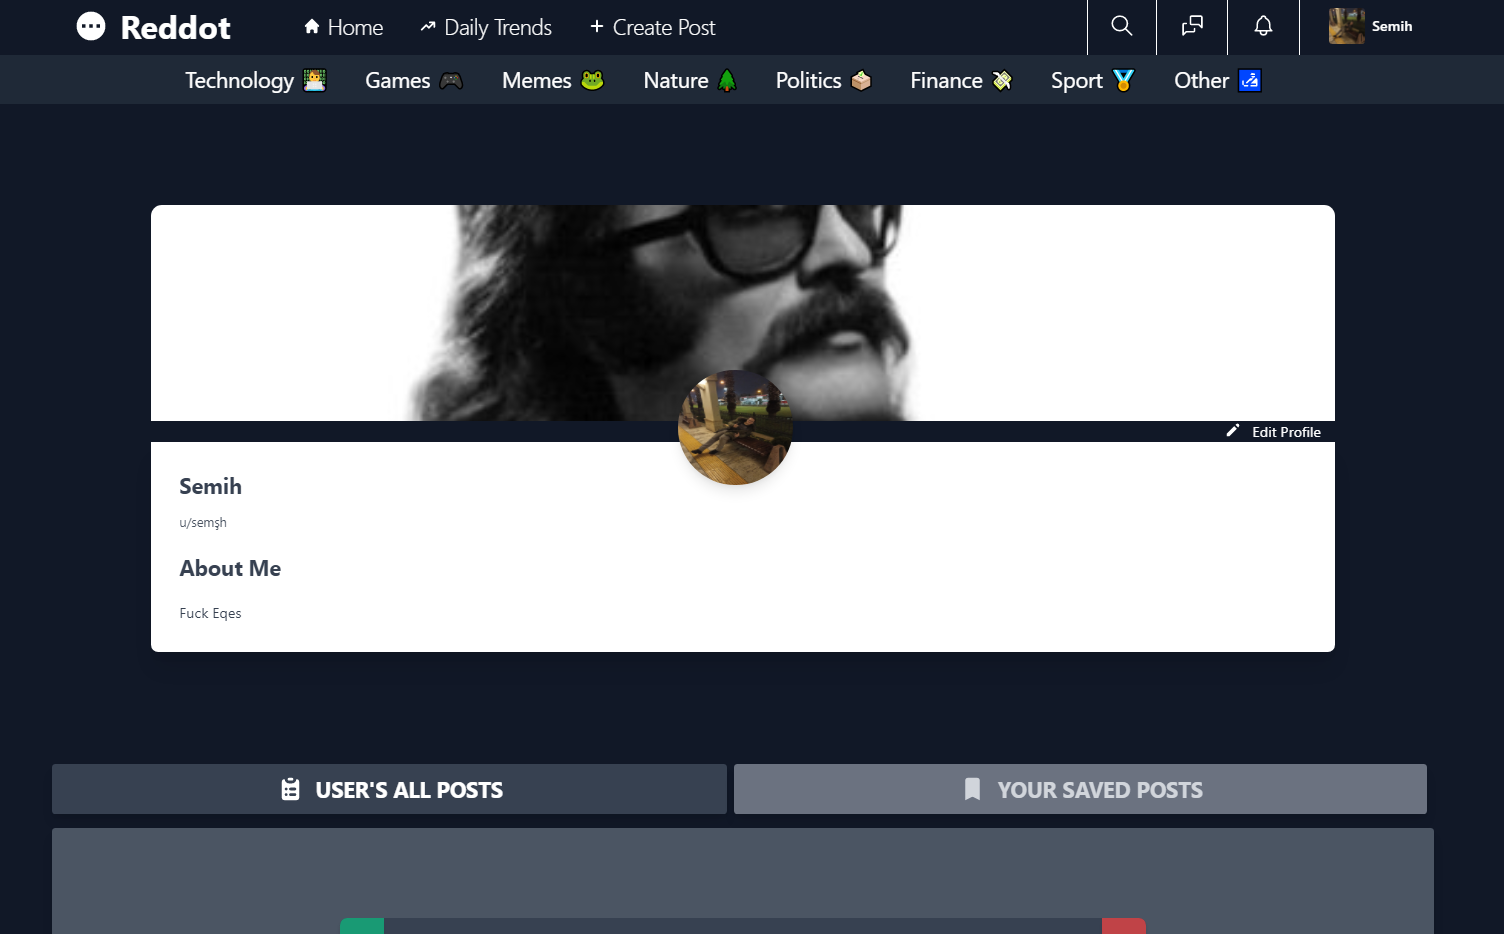 Reddot
Home
Daily Trends
Create Post
Semih
Technology
Games
Memes
Nature
Politics
Finance
Sport
Other
Edit Profile
Semih
u/semşh
About Me
Fuck Eqes
USER'S ALL POSTS
YOUR SAVED POSTS